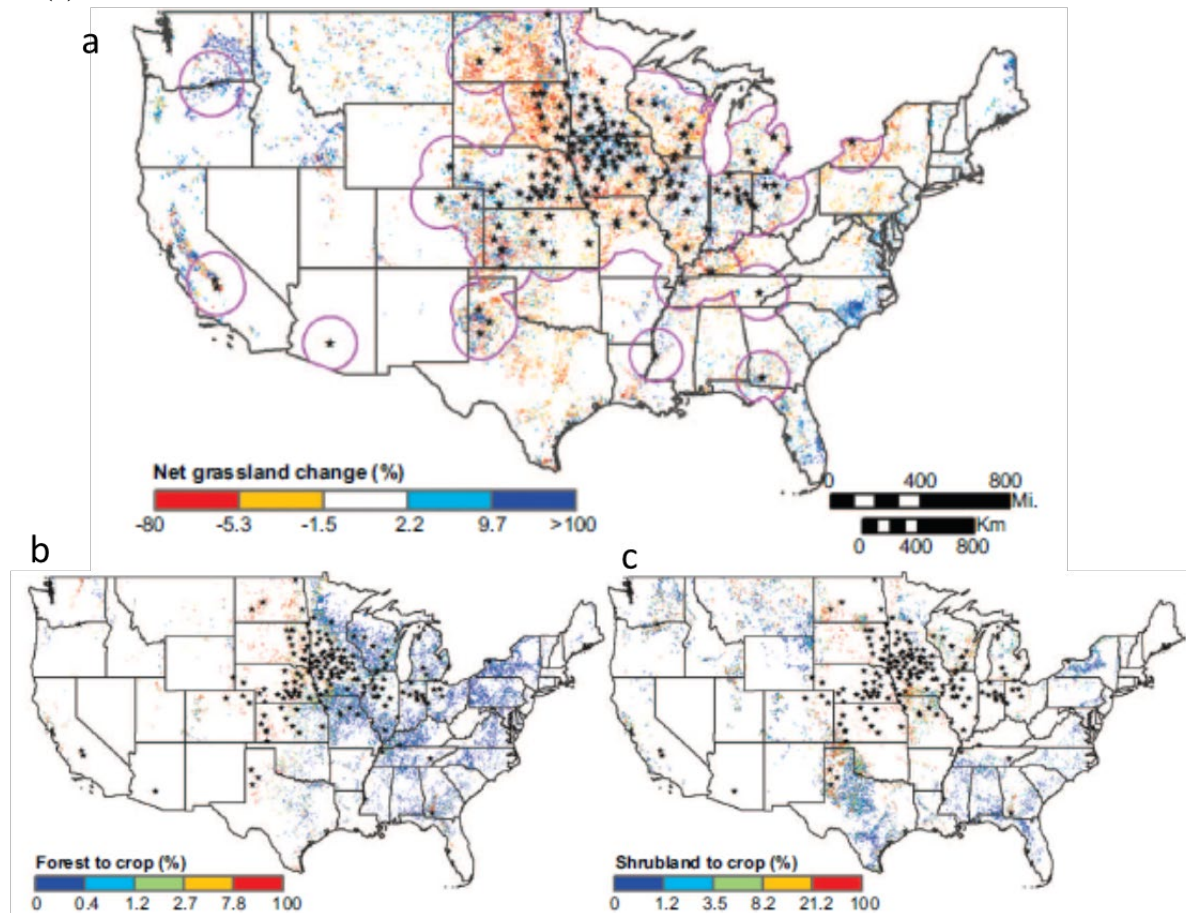 a
Net grassland change (%)
-80 -5.3 -1.5 2.2 9.7 >100
0 400 800
Mi.
Km
0 400 800
b
c
Forest to crop (%)
0 0.4 1.2 2.7 7.8 100
Shrubland to crop (%)
0 1.2 3.5 8.2 21.2 100